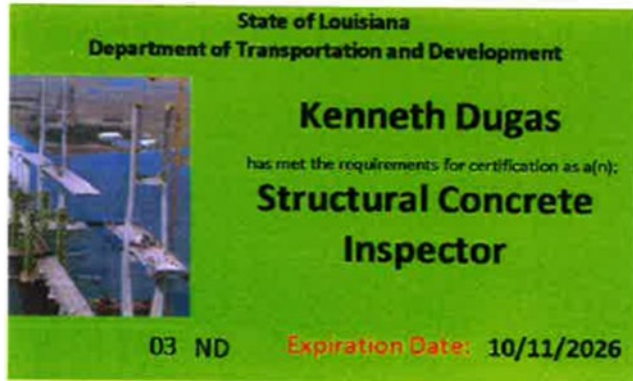 State of Louisiana
Department of Transportation and Development
Kenneth Dugas
has met the requirements for certification as a(n):
Structural Concrete
Inspector
03 ND Expiration Date: 10/11/2026